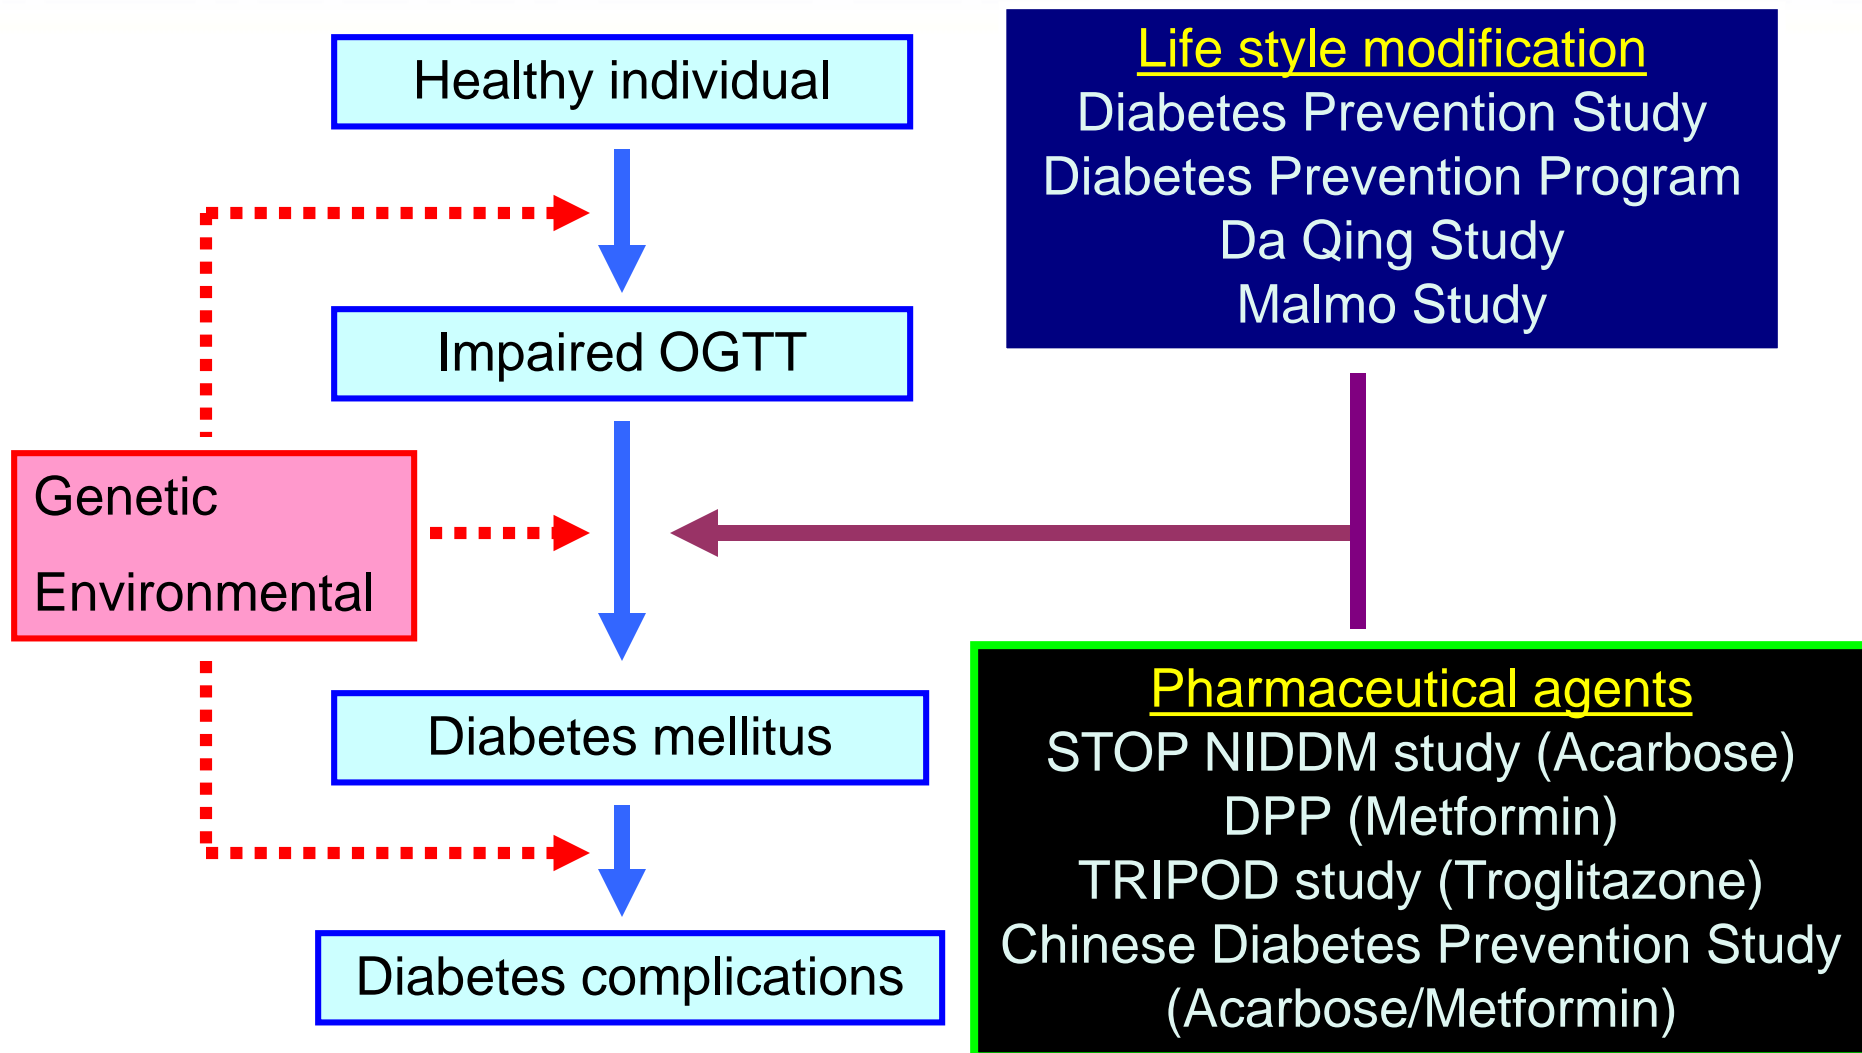 Healthy individual
Impaired OGTT
Genetic
Environmental
Diabetes mellitus
Diabetes complications
Life style modification
Diabetes Prevention Study
Diabetes Prevention Program
Da Qing Study
Malmo Study
Pharmaceutical agents
STOP NIDDM study (Acarbose)
DPP (Metformin)
TRIPOD study (Troglitazone)
Chinese Diabetes Prevention Study
(Acarbose/Metformin)